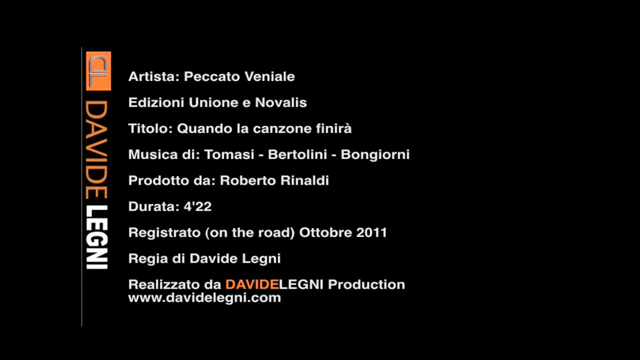 DAVIDE LEGNI
Artista: Peccato Veniale
Edizioni Unione e Novalis
Titolo: Quando la canzone finirà
Musica di: Tomasi - Bertolini - Bongiorni
Prodotto da: Roberto Rinaldi
Durata: 4'22
Registrato (on the road) Ottobre 2011
Regia di Davide Legni
Realizzato da DAVIDELEGNI Production
www.davidelegni.com